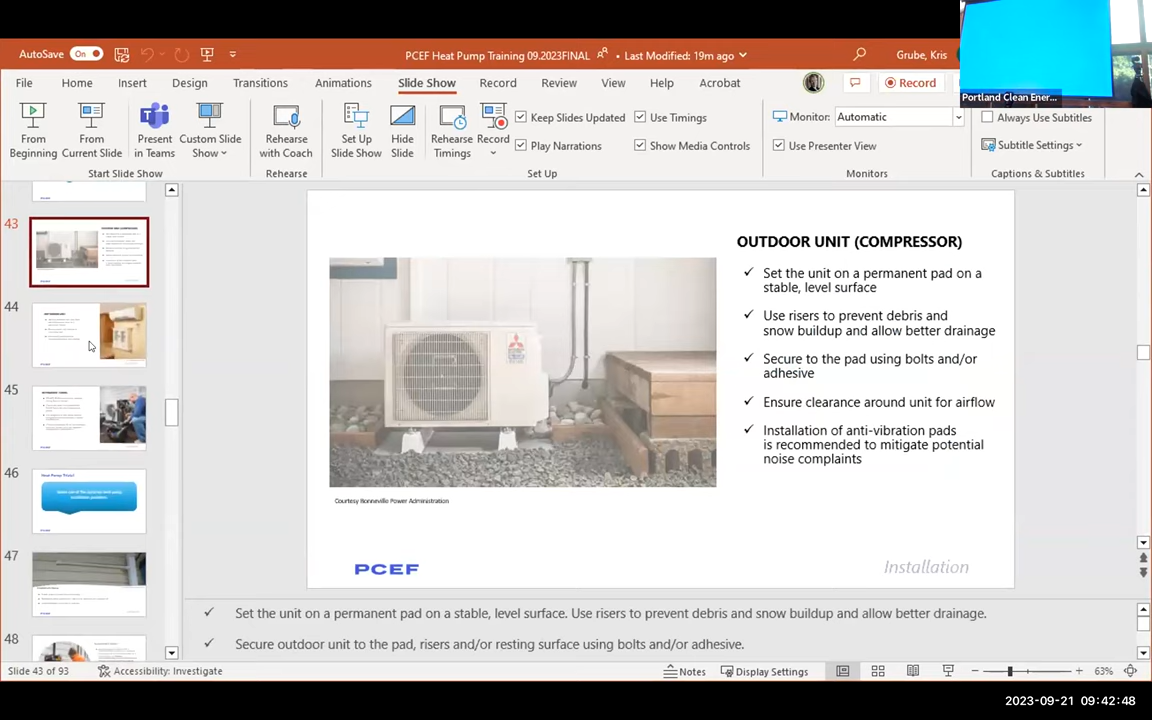 AutoSave On PCEF Heat Pump Training 09.2023FINAL Last Modified: 19m ago Grube, Kris
Portland Clean Ener...
File Home Insert Design Transitions Animations Slide Show Record Review View Help Acrobat Record
From Beginning
From Current Slide
Present in Teams
Custom Slide Show
Start Slide Show
Rehearse with Coach
Rehearse
Set Up Slide Show
Hide Slide
Rehearse Timings
Record
Keep Slides Updated
Play Narrations
Use Timings
Show Media Controls
Set Up
Monitor: Automatic
Use Presenter View
Monitors
Always Use Subtitles
Subtitle Settings
Captions & Subtitles
43
44
45
46
47
48
OUTDOOR UNIT (COMPRESSOR)
✓ Set the unit on a permanent pad on a
stable, level surface
✓ Use risers to prevent debris and
snow buildup and allow better drainage
✓ Secure to the pad using bolts and/or
adhesive
✓ Ensure clearance around unit for airflow
✓ Installation of anti-vibration pads
is recommended to mitigate potential
noise complaints
Courtesy Bonneville Power Administration
PCEF
Installation
✓ Set the unit on a permanent pad on a stable, level surface. Use risers to prevent debris and snow buildup and allow better drainage.
✓ Secure outdoor unit to the pad, risers and/or resting surface using bolts and/or adhesive.
Slide 43 of 93 Accessibility: Investigate Notes Display Settings 63%
2023-09-21 09:42:48